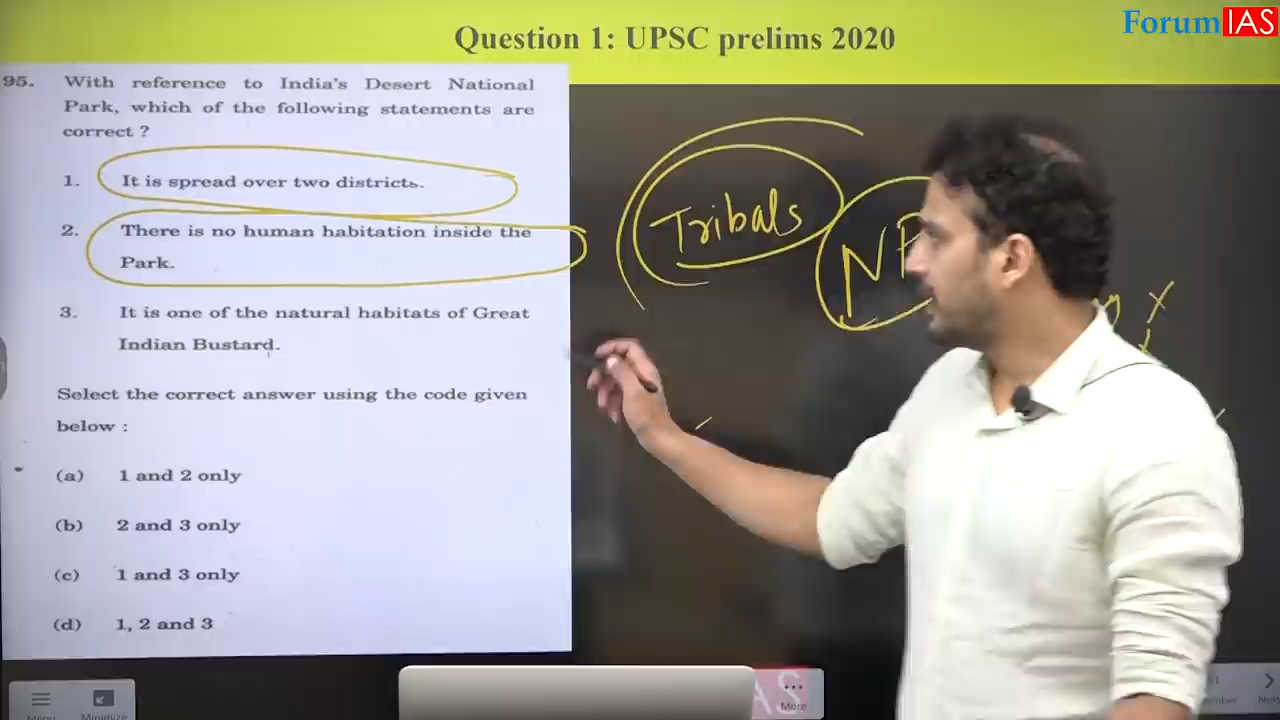 ForumIAS
Question 1: UPSC prelims 2020
95. With reference to India's Desert National
Park, which of the following statements are
correct ?
1. It is spread over two districts.
2. There is no human habitation inside the
Park.
3. It is one of the natural habitats of Great
Indian Bustard.
Select the correct answer using the code given
below :
(a) 1 and 2 only
(b) 2 and 3 only
(c) 1 and 3 only
(d) 1, 2 and 3
Tribals
NP
Menu
Minimize
More